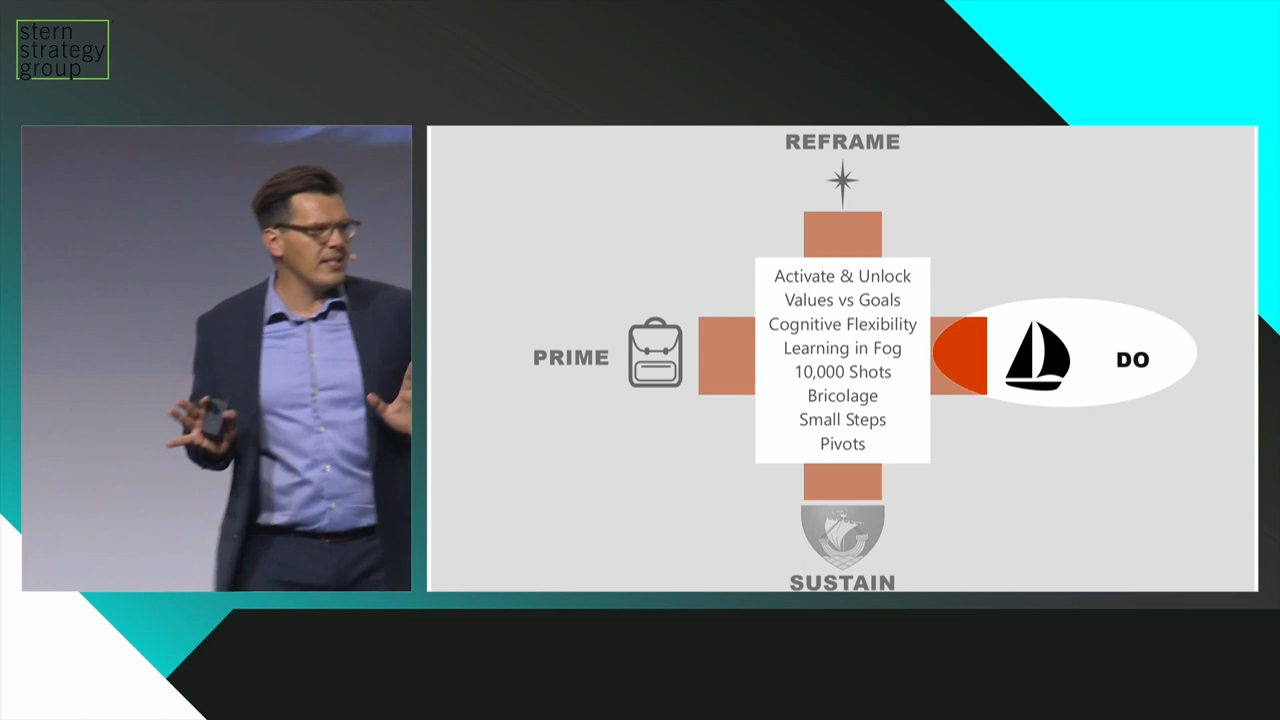 stern
strategy
group
REFRAME
Activate & Unlock
Values vs Goals
Cognitive Flexibility
Learning in Fog
10,000 Shots
Bricolage
Small Steps
Pivots
PRIME
DO
SUSTAIN